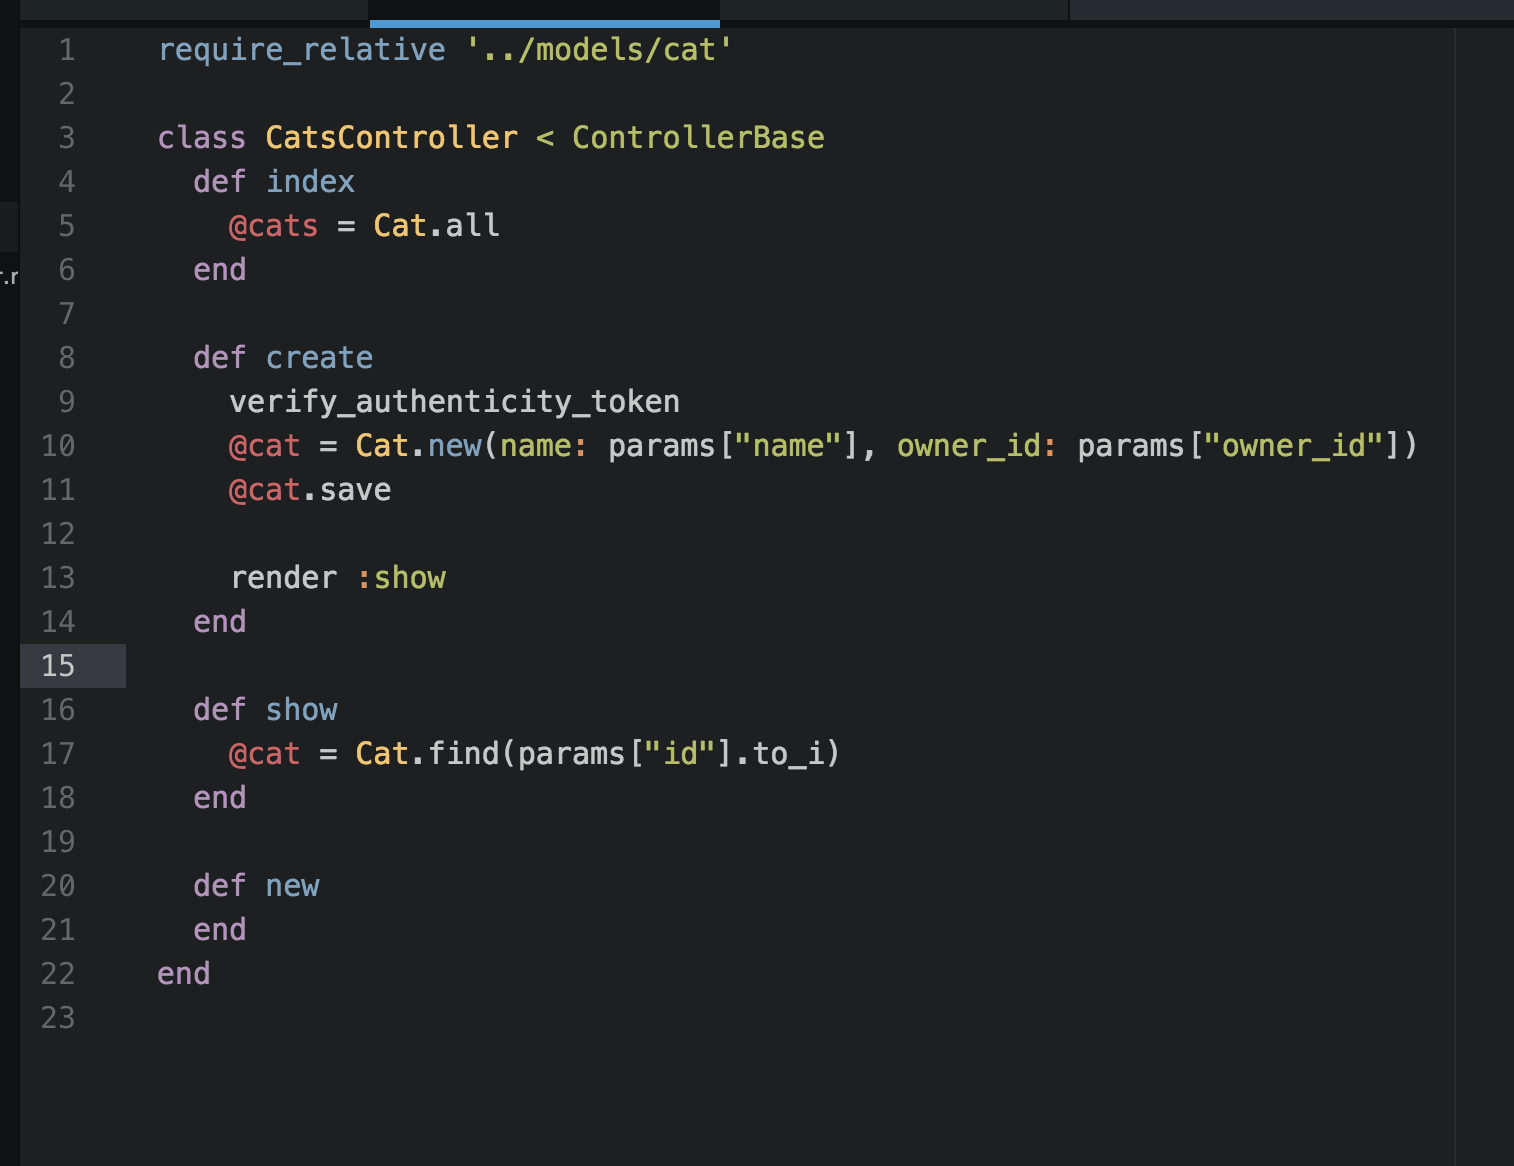 1 require_relative '../models/cat'
2
3 class CatsController < ControllerBase
4   def index
5     @cats = Cat.all
r.r
6   end
7
8   def create
9     verify_authenticity_token
10     @cat = Cat.new(name: params["name"], owner_id: params["owner_id"])
11     @cat.save
12
13     render :show
14   end
15
16   def show
17     @cat = Cat.find(params["id"].to_i)
18   end
19
20   def new
21   end
22 end
23